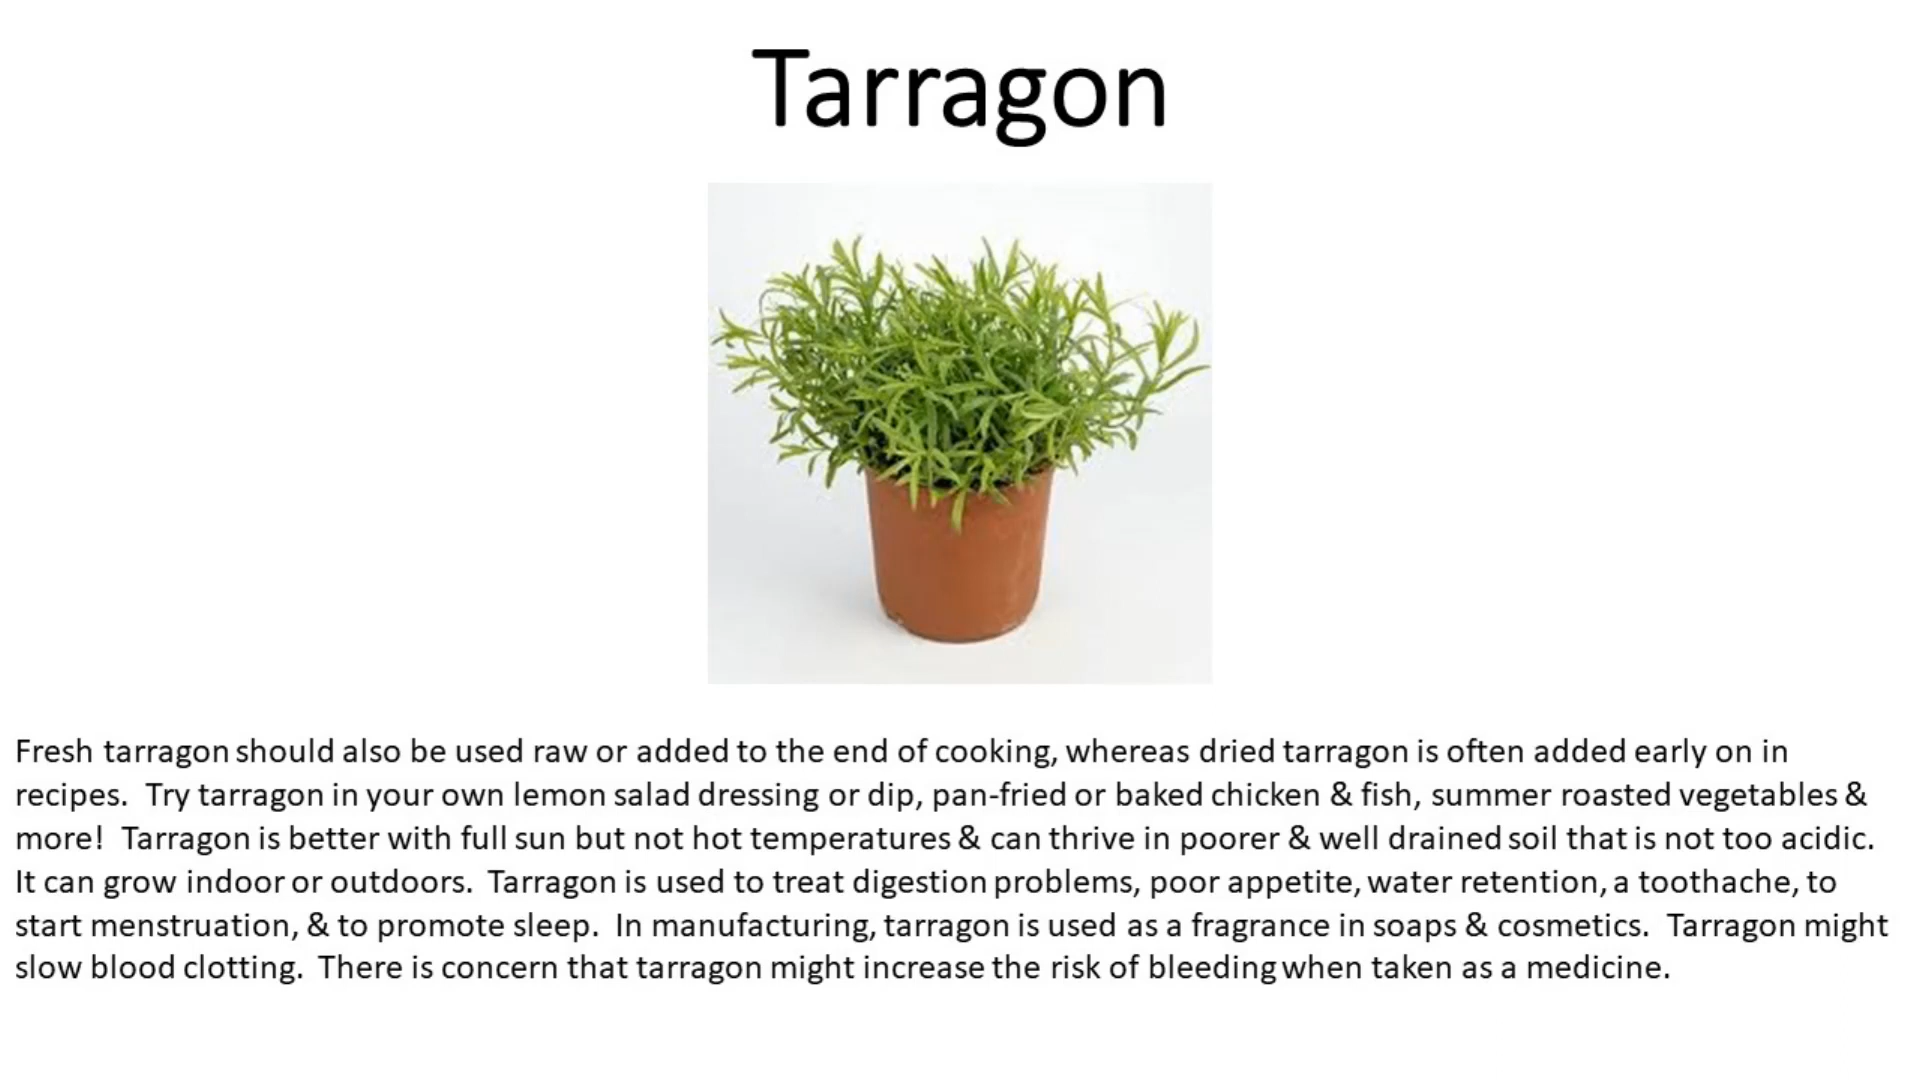 Tarragon
Fresh tarragon should also be used raw or added to the end of cooking, whereas dried tarragon is often added early on in
recipes.  Try tarragon in your own lemon salad dressing or dip, pan-fried or baked chicken & fish, summer roasted vegetables &
more!  Tarragon is better with full sun but not hot temperatures & can thrive in poorer & well drained soil that is not too acidic.
It can grow indoor or outdoors.  Tarragon is used to treat digestion problems, poor appetite, water retention, a toothache, to
start menstruation, & to promote sleep.  In manufacturing, tarragon is used as a fragrance in soaps & cosmetics.  Tarragon might
slow blood clotting.  There is concern that tarragon might increase the risk of bleeding when taken as a medicine.